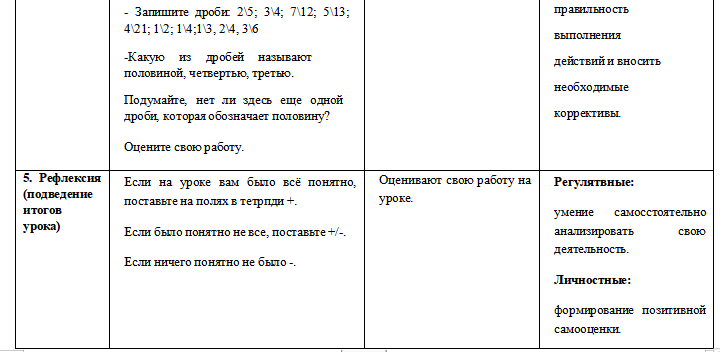 - Запишите дроби: 2\5; 3\4; 7\12; 5\13;
4\21; 1\2; 1\4;1\3, 2\4, 3\6
-Какую из дробей называют
половиной, четвертью, третью.
Подумайте, нет ли здесь еще одной
дроби, которая обозначает половину?
Оцените свою работу.
правильность
выполнения
действий и вносить
необходимые
коррективы.
5. Рефлексия
(подведение
итогов
урока)
Если на уроке вам было всё понятно,
поставьте на полях в тетрпди +.
Если было понятно не все, поставьте +/-.
Если ничего понятно не было -.
Оценивают свою работу на
уроке.
Регулятвные:
умение самосстоятельно
анализировать свою
деятельность.
Личностные:
формирование позитивной
самооценки.